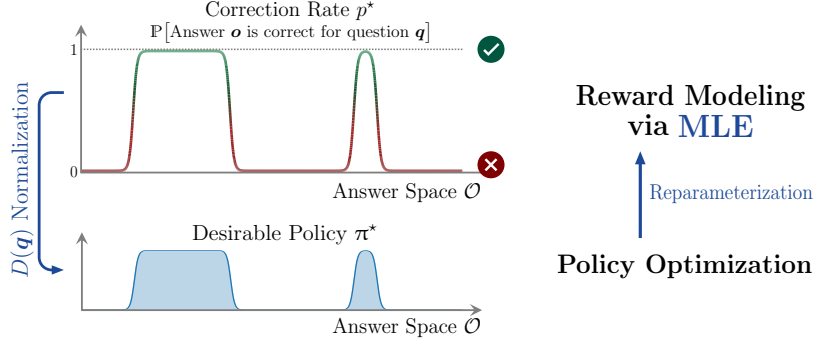 Correction Rate p⋆
ℙ[Answer o is correct for question q]
1
0
Answer Space 𝒪
D(q) Normalization
Desirable Policy π⋆
Answer Space 𝒪
Reward Modeling
via MLE
Reparameterization
Policy Optimization